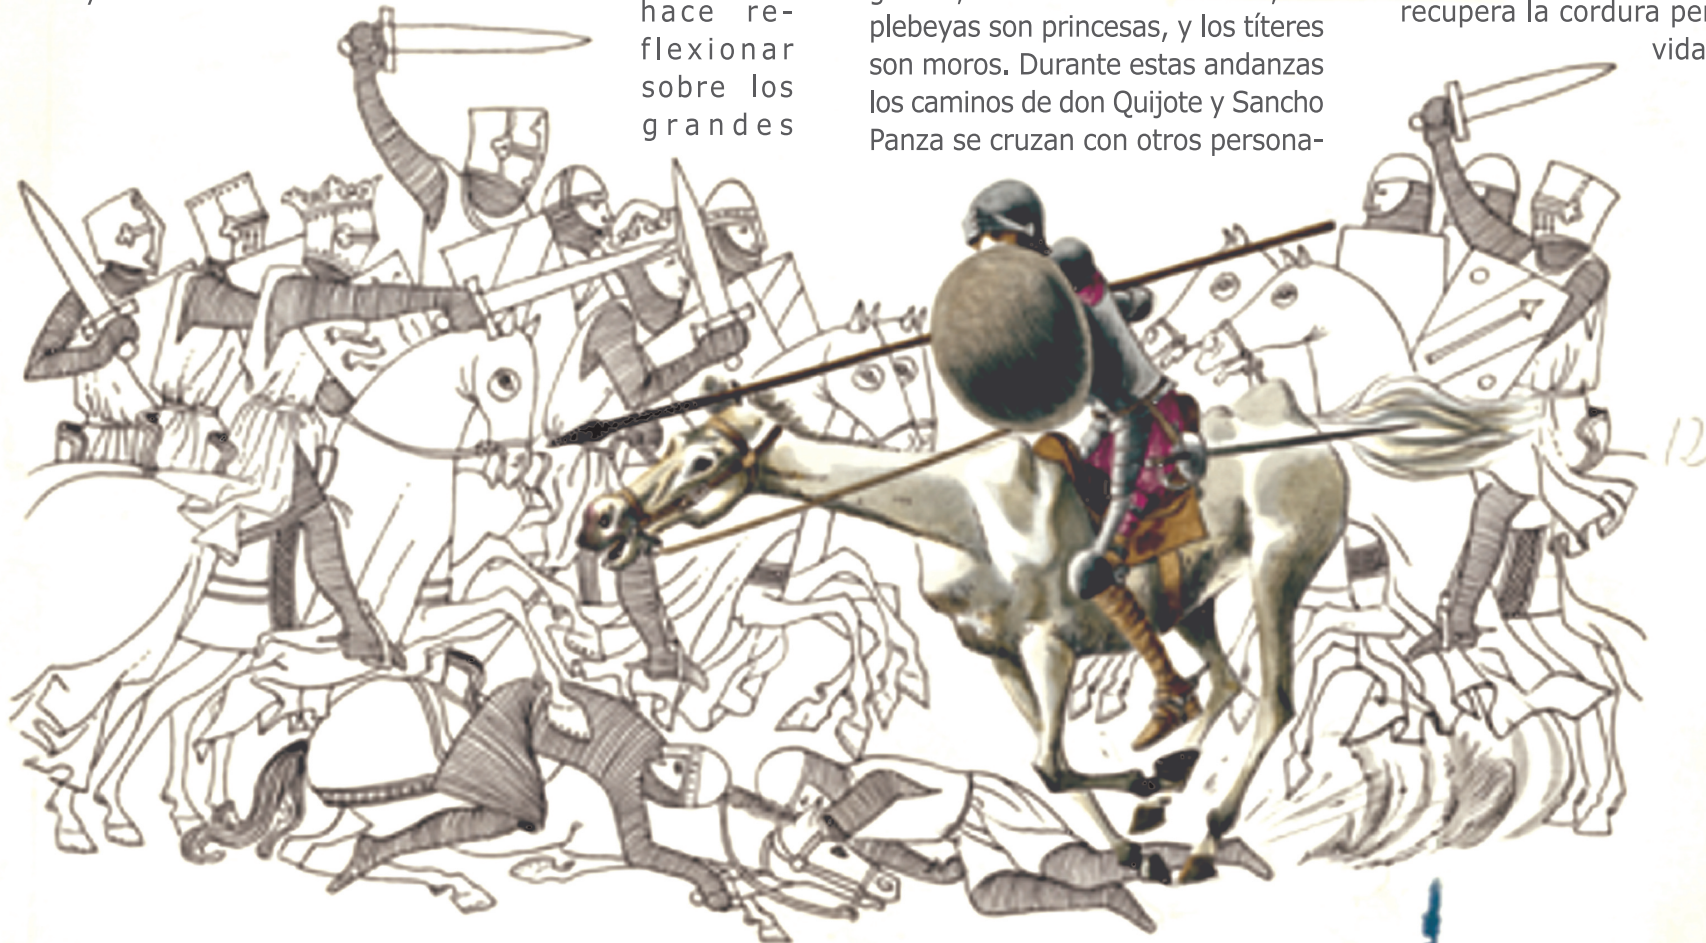 hace re-
flexionar
sobre los
grandes
plebeyas son princesas, y los títeres
son moros. Durante estas andanzas
los caminos de don Quijote y Sancho
Panza se cruzan con otros persona-
recupera la cordura
vida